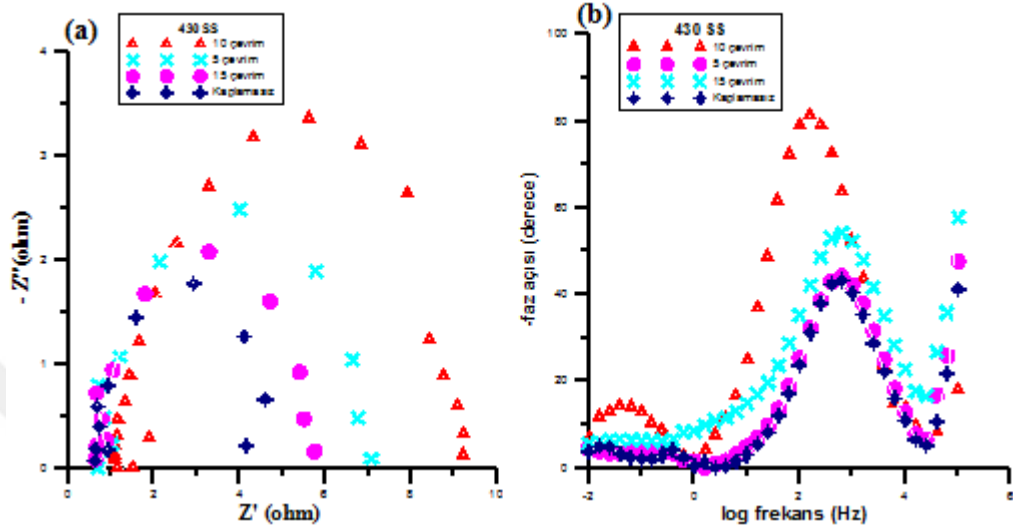 (a)
430 SS
10 çevrim
5 çevrim
15 çevrim
Kaplamasız
4
3
2
1
0
0 2 4 6 8 10
- Z''(ohm)
Z' (ohm)
(b)
430 SS
10 çevrim
5 çevrim
15 çevrim
Kaplamasız
100
80
60
40
20
0
-2 0 2 4 6
-faz açısı (derece)
log frekans (Hz)